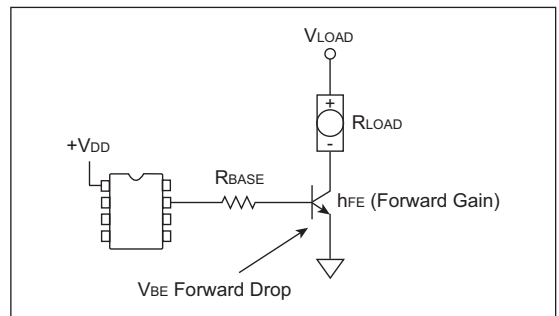 VLOAD
+
RLOAD
-
+VDD
RBASE
hFE (Forward Gain)
VBE Forward Drop